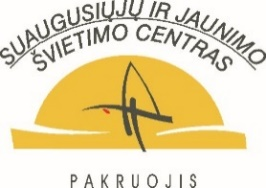 SUAUGUSIŲJŲ IR JAUNIMO
ŠVIETIMO CENTRAS
PAKRUOJIS